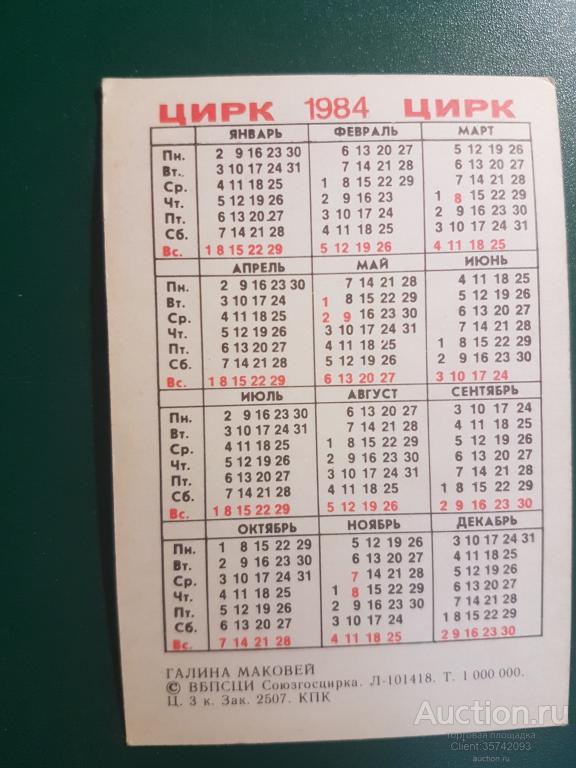 ЦИРК 1984 ЦИРК
ЯНВАРЬ ФЕВРАЛЬ МАРТ
Пн. 2 9 16 23 30 6 13 20 27 5 12 19 26
Вт. 3 10 17 24 31 7 14 21 28 6 13 20 27
Ср. 4 11 18 25 1 8 15 22 29 7 14 21 28
Чт. 5 12 19 26 2 9 16 23 1 8 15 22 29
Пт. 6 13 20 27 3 10 17 24 2 9 16 23 30
Сб. 7 14 21 28 4 11 18 25 3 10 17 24 31
Вс. 1 8 15 22 29 5 12 19 26 4 11 18 25
АПРЕЛЬ МАЙ ИЮНЬ
Пн. 2 9 16 23 30 7 14 21 28 4 11 18 25
Вт. 3 10 17 24 1 8 15 22 29 5 12 19 26
Ср. 4 11 18 25 2 9 16 23 30 6 13 20 27
Чт. 5 12 19 26 3 10 17 24 31 7 14 21 28
Пт. 6 13 20 27 4 11 18 25 1 8 15 22 29
Сб. 7 14 21 28 5 12 19 26 2 9 16 23 30
Вс. 1 8 15 22 29 6 13 20 27 3 10 17 24
ИЮЛЬ АВГУСТ СЕНТЯБРЬ
Пн. 2 9 16 23 30 6 13 20 27 3 10 17 24
Вт. 3 10 17 24 31 7 14 21 28 4 11 18 25
Ср. 4 11 18 25 1 8 15 22 29 5 12 19 26
Чт. 5 12 19 26 2 9 16 23 30 6 13 20 27
Пт. 6 13 20 27 3 10 17 24 31 7 14 21 28
Сб. 7 14 21 28 4 11 18 25 1 8 15 22 29
Вс. 1 8 15 22 29 5 12 19 26 2 9 16 23 30
ОКТЯБРЬ НОЯБРЬ ДЕКАБРЬ
Пн. 1 8 15 22 29 5 12 19 26 3 10 17 24 31
Вт. 2 9 16 23 30 6 13 20 27 4 11 18 25
Ср. 3 10 17 24 31 7 14 21 28 5 12 19 26
Чт. 4 11 18 25 1 8 15 22 29 6 13 20 27
Пт. 5 12 19 26 2 9 16 23 30 7 14 21 28
Сб. 6 13 20 27 3 10 17 24 1 8 15 22 29
Вс. 7 14 21 28 4 11 18 25 2 9 16 23 30
ГАЛИНА МАКОВЕЙ
© ВБПСЦИ Союзгосцирка. Л-101418. Т. 1 000 000.
Ц. 3 к. Зак. 2507. КПК
Аукцион.ru
торговая площадка
Client:35742093
auction.ru